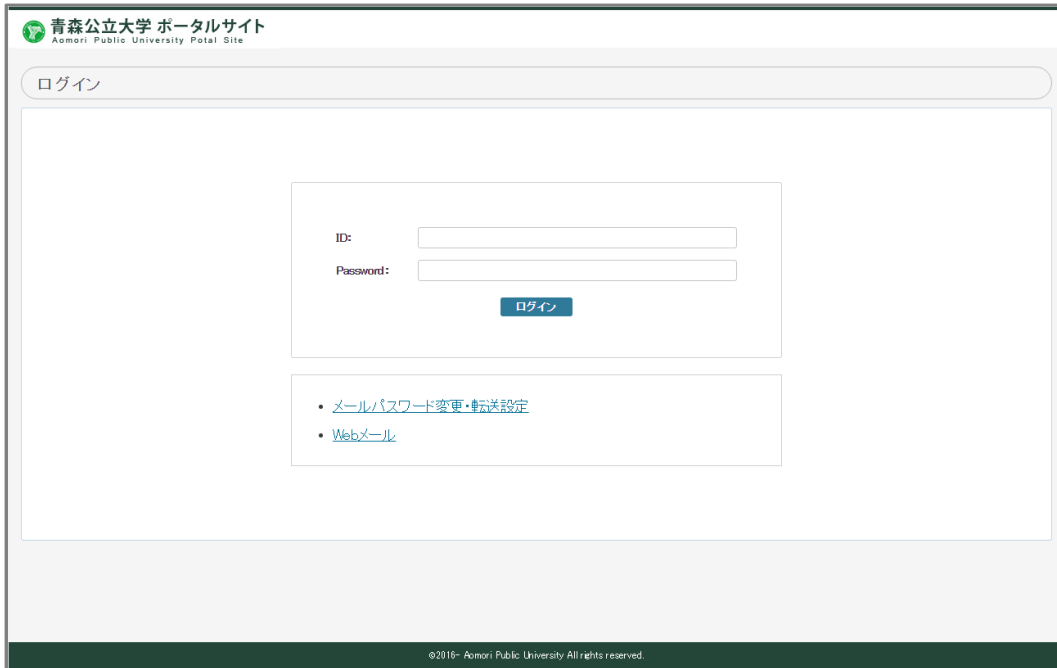 青森公立大学 ポータルサイト
Aomori Public University Potal Site
ログイン
ID:
Password:
ログイン
メールパスワード変更・転送設定
Webメール
©2016- Aomori Public University All rights reserved.